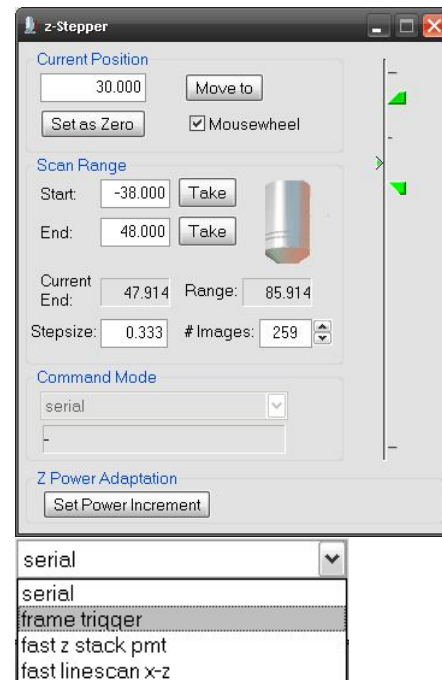 z-Stepper
Current Position
30.000 Move to
Set as Zero Mousewheel
Scan Range
Start: -38.000 Take
End: 48.000 Take
Current
End: 47.914 Range: 85.914
Stepsize: 0.333 # Images: 259
Command Mode
serial
-
Z Power Adaptation
Set Power Increment
serial
serial
frame trigger
fast z stack pmt
fast linescan x-z